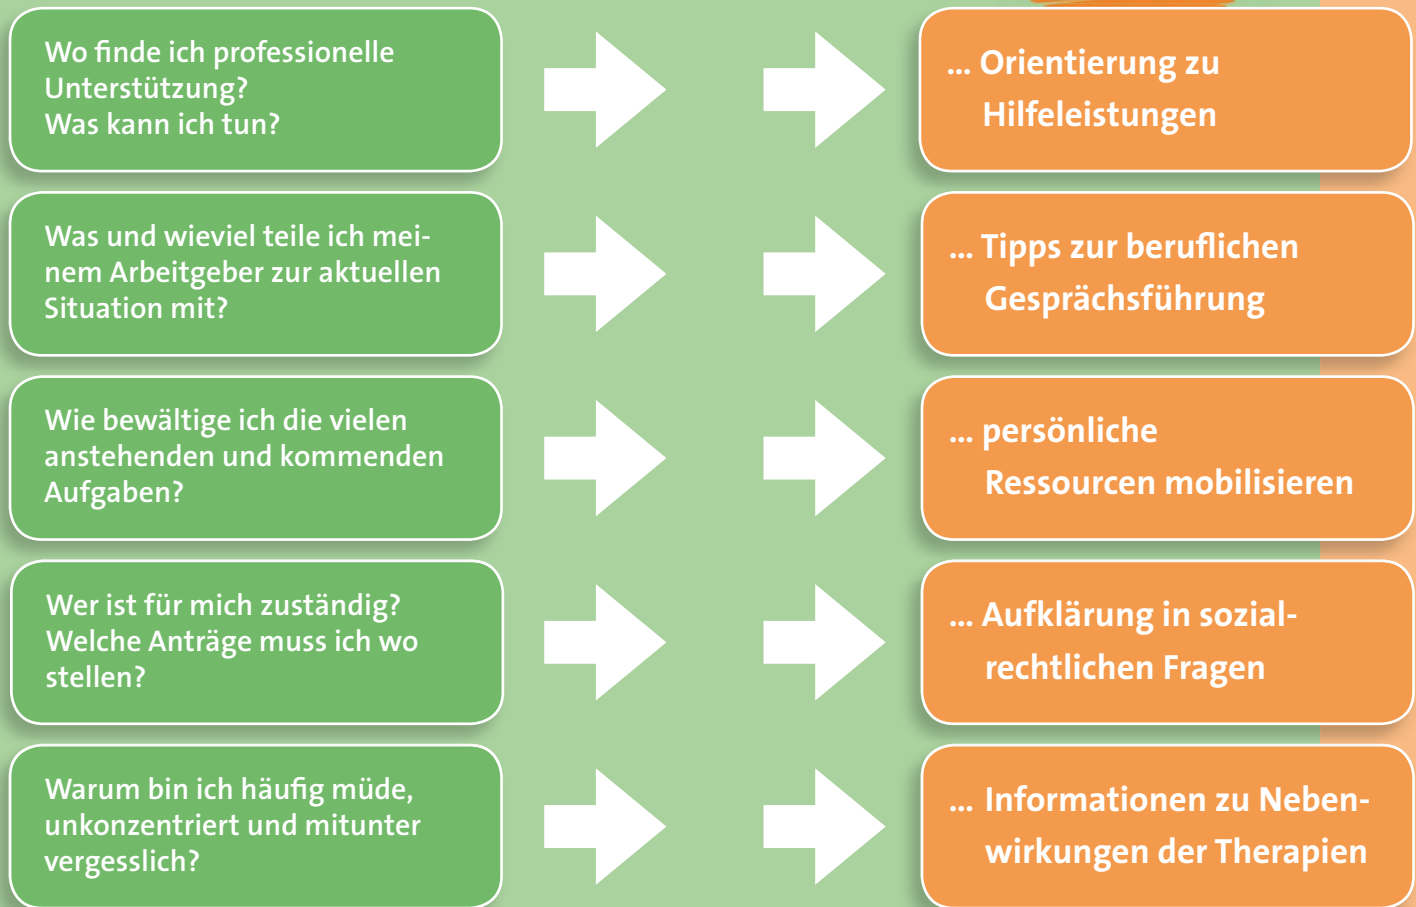 Wo finde ich professionelle
Unterstützung?
Was kann ich tun?
... Orientierung zu
Hilfeleistungen
Was und wieviel teile ich mei-
nem Arbeitgeber zur aktuellen
Situation mit?
... Tipps zur beruflichen
Gesprächsführung
Wie bewältige ich die vielen
anstehenden und kommenden
Aufgaben?
... persönliche
Ressourcen mobilisieren
Wer ist für mich zuständig?
Welche Anträge muss ich wo
stellen?
... Aufklärung in sozial-
rechtlichen Fragen
Warum bin ich häufig müde,
unkonzentriert und mitunter
vergesslich?
... Informationen zu Neben-
wirkungen der Therapien